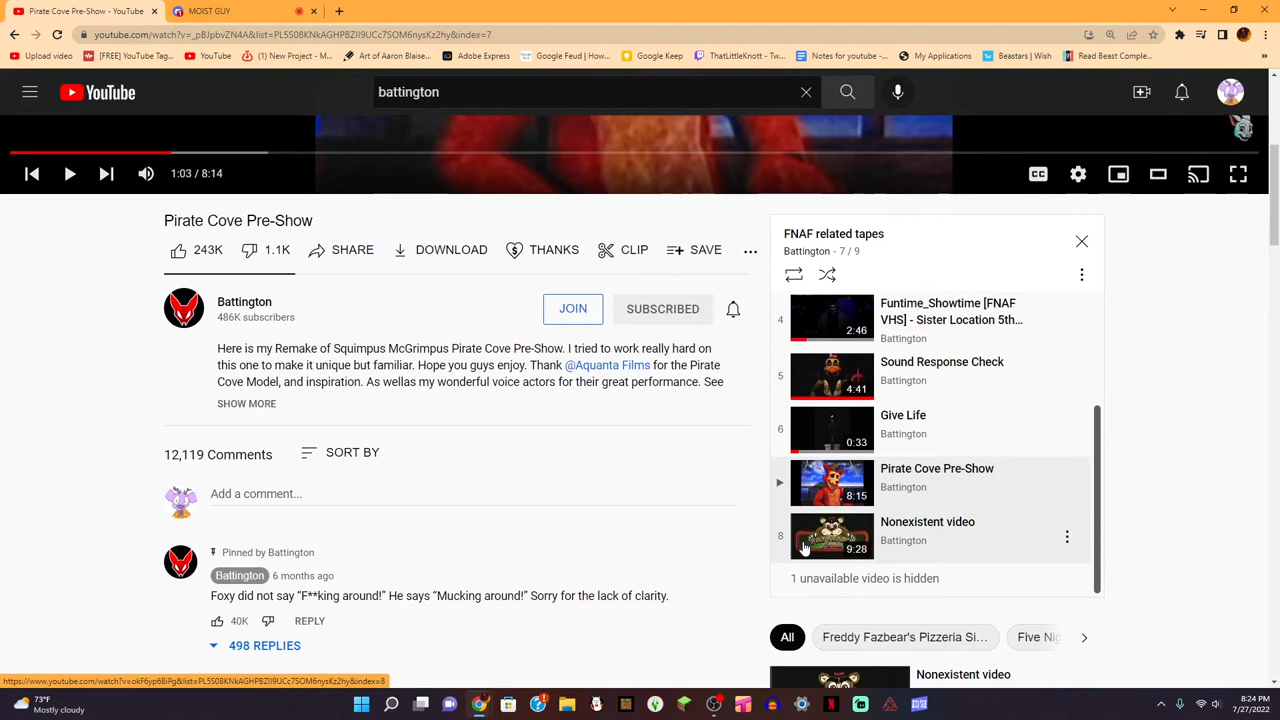 Pirate Cove Pre-Show - YouTube
MOIST GUY
youtube.com/watch?v=_pBJpbvZN4A&list=PL5S08KNkAGHPBZII9UCc7SOM6nysKz2hy&index=7
Upload video
[FREE] YouTube Tag...
YouTube
(1) New Project - M...
Art of Aaron Blaise...
Adobe Express
Google Feud | How...
Google Keep
ThatLittleKnott - Tw...
Notes for youtube -...
My Applications
Beastars | Wish
Read Beast Comple...
YouTube
battington
1:03 / 8:14
CC
Pirate Cove Pre-Show
243K
1.1K
SHARE
DOWNLOAD
THANKS
CLIP
SAVE
Battington
486K subscribers
JOIN
SUBSCRIBED
Here is my Remake of Squimpus McGrimpus Pirate Cove Pre-Show. I tried to work really hard on
this one to make it unique but familiar. Hope you guys enjoy. Thank @Aquanta Films for the Pirate
Cove Model, and inspiration. As wellas my wonderful voice actors for their great performance. See
SHOW MORE
12,119 Comments
SORT BY
Add a comment...
Pinned by Battington
Battington
6 months ago
Foxy did not say “F**king around!” He says “Mucking around!” Sorry for the lack of clarity.
40K
REPLY
498 REPLIES
FNAF related tapes
Battington - 7 / 9
4
2:46
Funtime_Showtime [FNAF
VHS] - Sister Location 5th...
Battington
5
4:41
Sound Response Check
Battington
6
0:33
Give Life
Battington
8:15
Pirate Cove Pre-Show
Battington
8
9:28
Nonexistent video
Battington
1 unavailable video is hidden
All
Freddy Fazbear's Pizzeria Si...
Five Nig
Nonexistent video
https://www.youtube.com/watch?v=okF6yp68iPg&list=PL5S08KNkAGHPBZII9UCc7SOM6nysKz2hy&index=8
73°F
Mostly cloudy
8:24 PM
7/27/2022